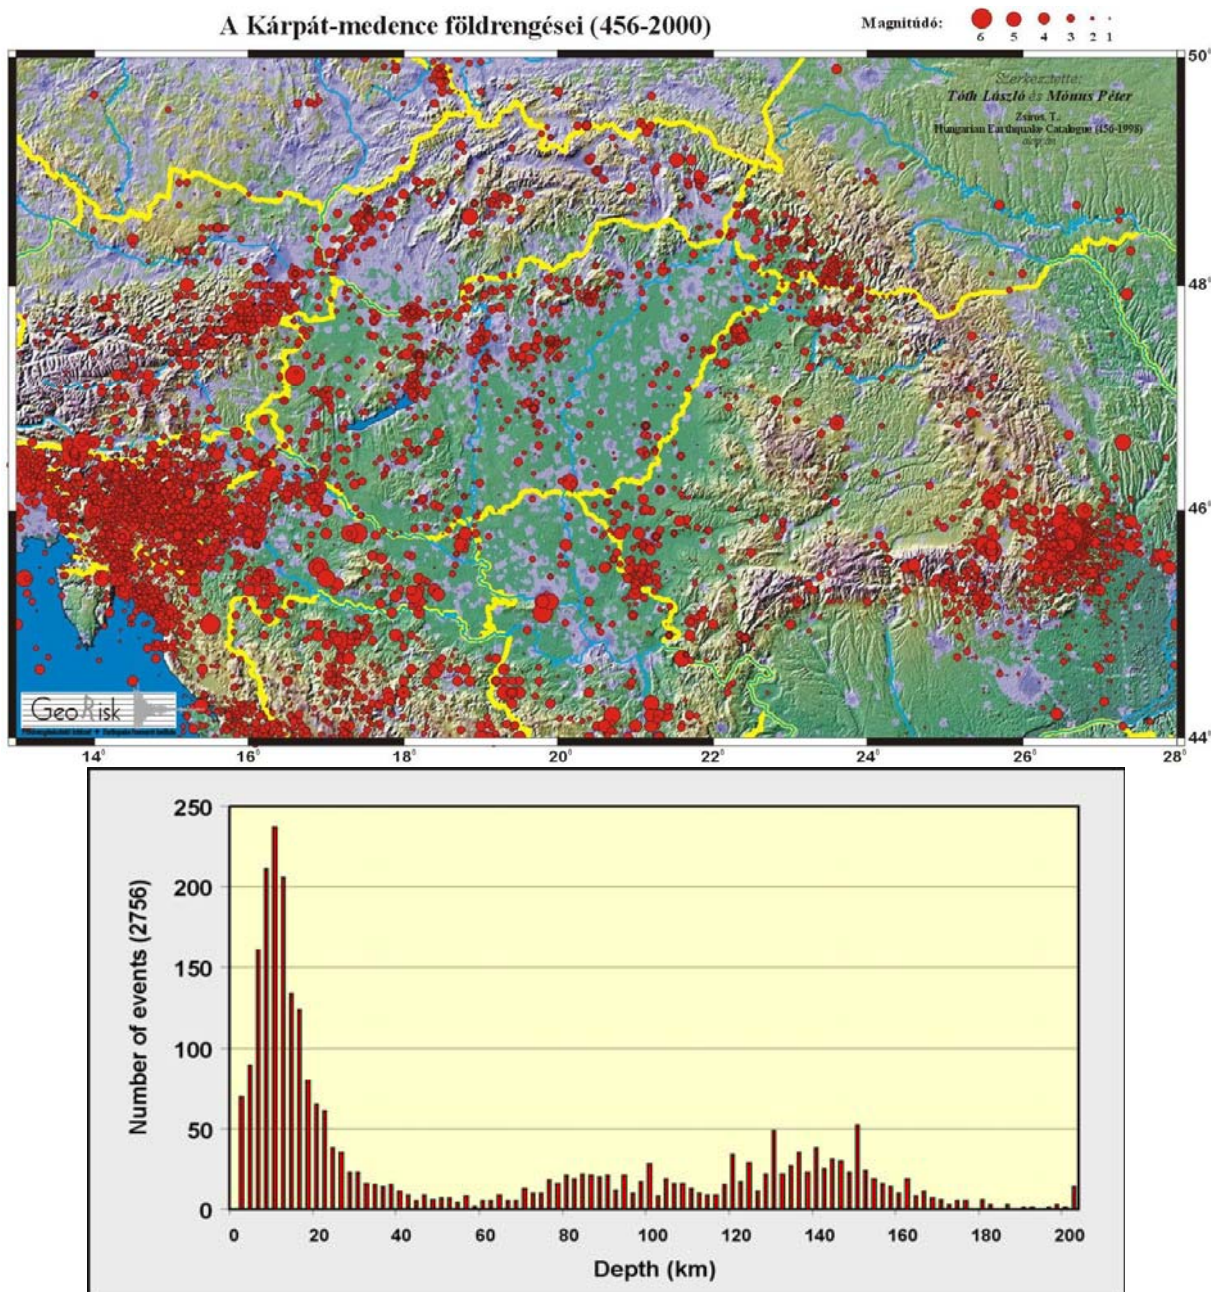 A Kárpát-medence földrengései (456-2000)
Magnitúdó:
6 5 4 3 2 1
50°
Szerkesztette:
Tóth László és Mónus Péter
Zsíros, T.:
Hungarian Earthquake Catalogue (456-1998)
alapján
48°
46°
GeoRisk
44°
14° 16° 18° 20° 22° 24° 26° 28°
250
200
150
100
50
0
Number of events (2756)
0 20 40 60 80 100 120 140 160 180 200
Depth (km)